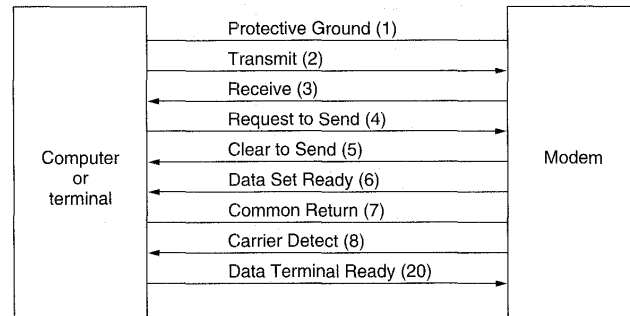 Protective Ground (1)
Transmit (2)
Receive (3)
Request to Send (4)
Computer
or
terminal
Clear to Send (5)
Modem
Data Set Ready (6)
Common Return (7)
Carrier Detect (8)
Data Terminal Ready (20)